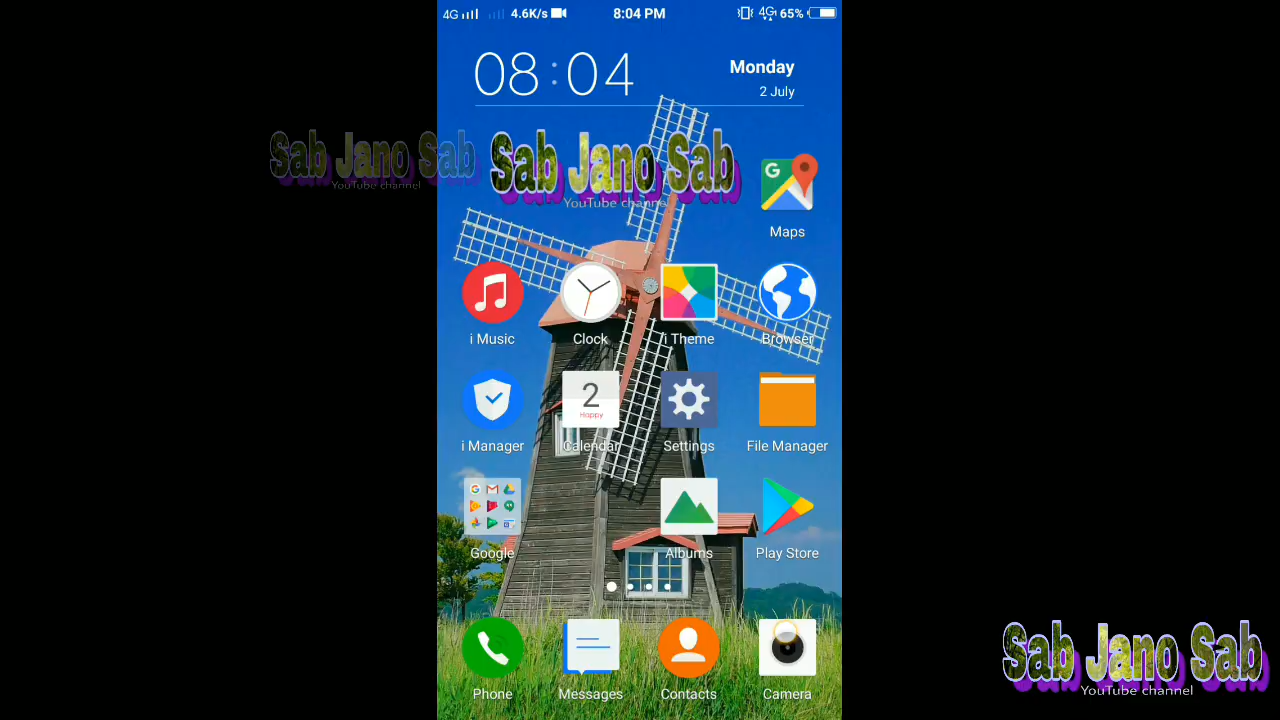 4G 4.6K/s 8:04 PM 4G 65%
08:04
Monday
2 July
Sab Jano Sab
YouTube channel
Sab Jano Sab
YouTube channel
G
Maps
i Music
Clock
i Theme
Browser
2
Happy
i Manager
Calendar
Settings
File Manager
Google
Albums
Play Store
Phone
Messages
Contacts
Camera
Sab Jano Sab
YouTube channel